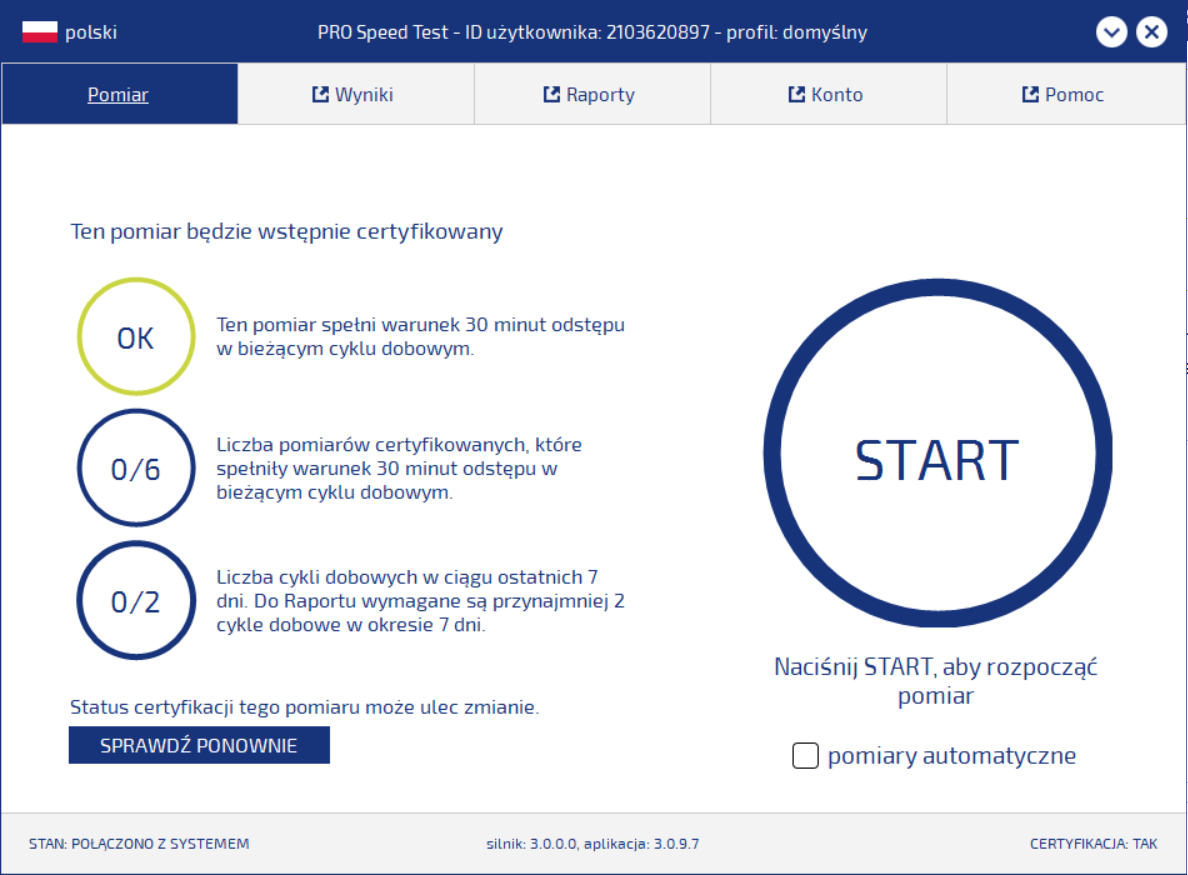 polski
PRO Speed Test - ID użytkownika: 2103620897 - profil: domyślny
Pomiar
Wyniki
Raporty
Konto
Pomoc
Ten pomiar będzie wstępnie certyfikowany
OK
Ten pomiar spełni warunek 30 minut odstępu
w bieżącym cyklu dobowym.
0/6
Liczba pomiarów certyfikowanych, które
spełniły warunek 30 minut odstępu w
bieżącym cyklu dobowym.
0/2
Liczba cykli dobowych w ciągu ostatnich 7
dni. Do Raportu wymagane są przynajmniej 2
cykle dobowe w okresie 7 dni.
Status certyfikacji tego pomiaru może ulec zmianie.
SPRAWDŹ PONOWNIE
START
Naciśnij START, aby rozpocząć
pomiar
pomiary automatyczne
STAN: POŁĄCZONO Z SYSTEMEM
silnik: 3.0.0.0, aplikacja: 3.0.9.7
CERTYFIKACJA: TAK